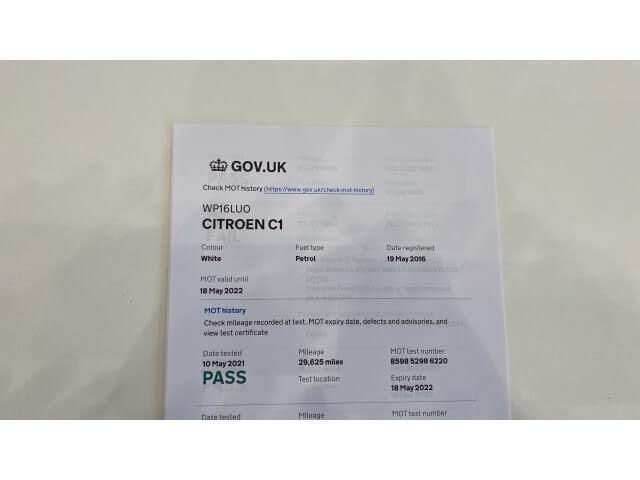 GOV.UK
Check MOT history (https://www.gov.uk/check-mot-history)
WP16LUO
CITROEN C1
Colour Fuel type Date registered
White Petrol 19 May 2016
MOT valid until
18 May 2022
MOT history
Check mileage recorded at test, MOT expiry date, defects and advisories, and
view test certificate
Date tested Mileage MOT test number
10 May 2021 29,625 miles 8598 5298 6220
PASS Test location Expiry date
18 May 2022
Date tested Mileage MOT test number